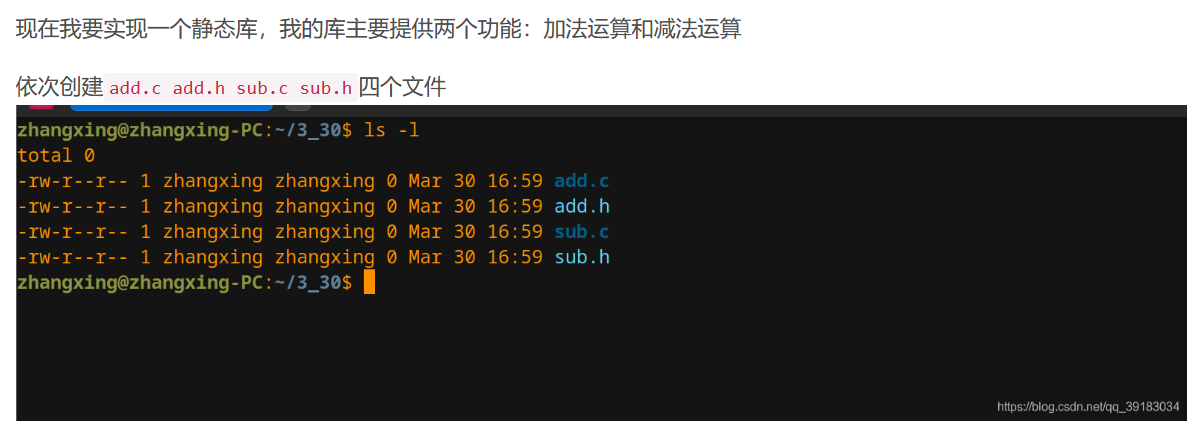 现在我要实现一个静态库，我的库主要提供两个功能：加法运算和减法运算
依次创建add.c add.h sub.c sub.h四个文件
zhangxing@zhangxing-PC:~/3_30$ ls -l
total 0
-rw-r--r-- 1 zhangxing zhangxing 0 Mar 30 16:59 add.c
-rw-r--r-- 1 zhangxing zhangxing 0 Mar 30 16:59 add.h
-rw-r--r-- 1 zhangxing zhangxing 0 Mar 30 16:59 sub.c
-rw-r--r-- 1 zhangxing zhangxing 0 Mar 30 16:59 sub.h
zhangxing@zhangxing-PC:~/3_30$
https://blog.csdn.net/qq_39183034